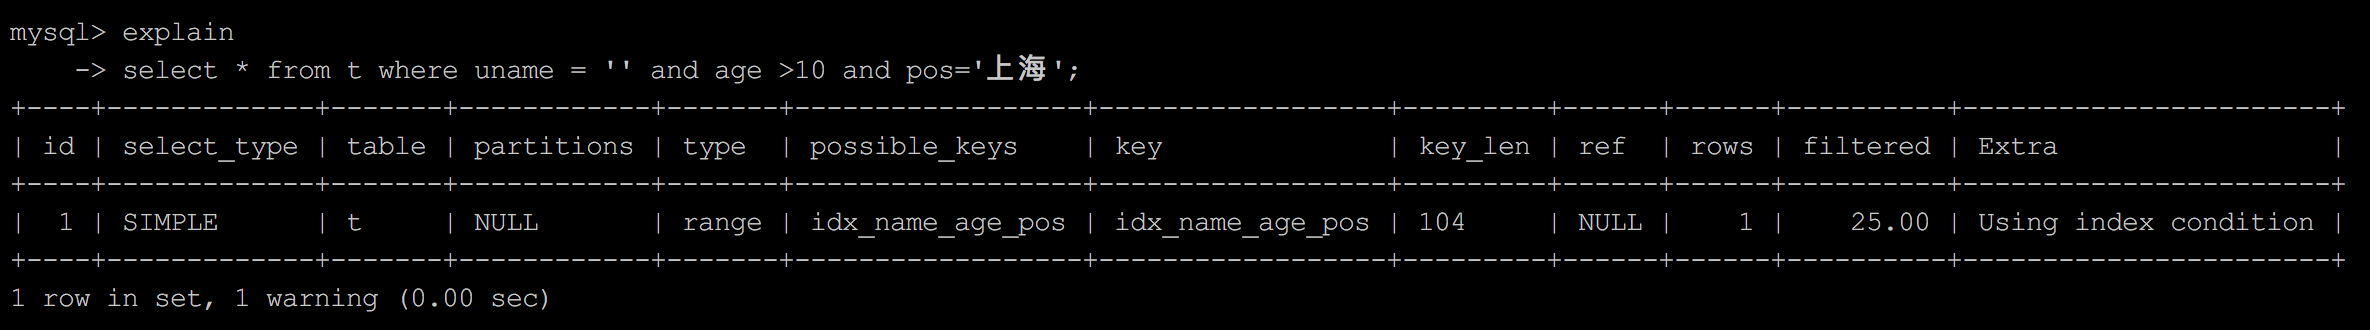 mysql> explain
    -> select * from t where uname = '' and age >10 and pos='上海';
+----+-------------+-------+------------+-------+------------------+------------------+---------+------+------+----------+-----------------------+
| id | select_type | table | partitions | type  | possible_keys    | key              | key_len | ref  | rows | filtered | Extra                 |
+----+-------------+-------+------------+-------+------------------+------------------+---------+------+------+----------+-----------------------+
|  1 | SIMPLE      | t     | NULL       | range | idx_name_age_pos | idx_name_age_pos | 104     | NULL |    1 |    25.00 | Using index condition |
+----+-------------+-------+------------+-------+------------------+------------------+---------+------+------+----------+-----------------------+
1 row in set, 1 warning (0.00 sec)